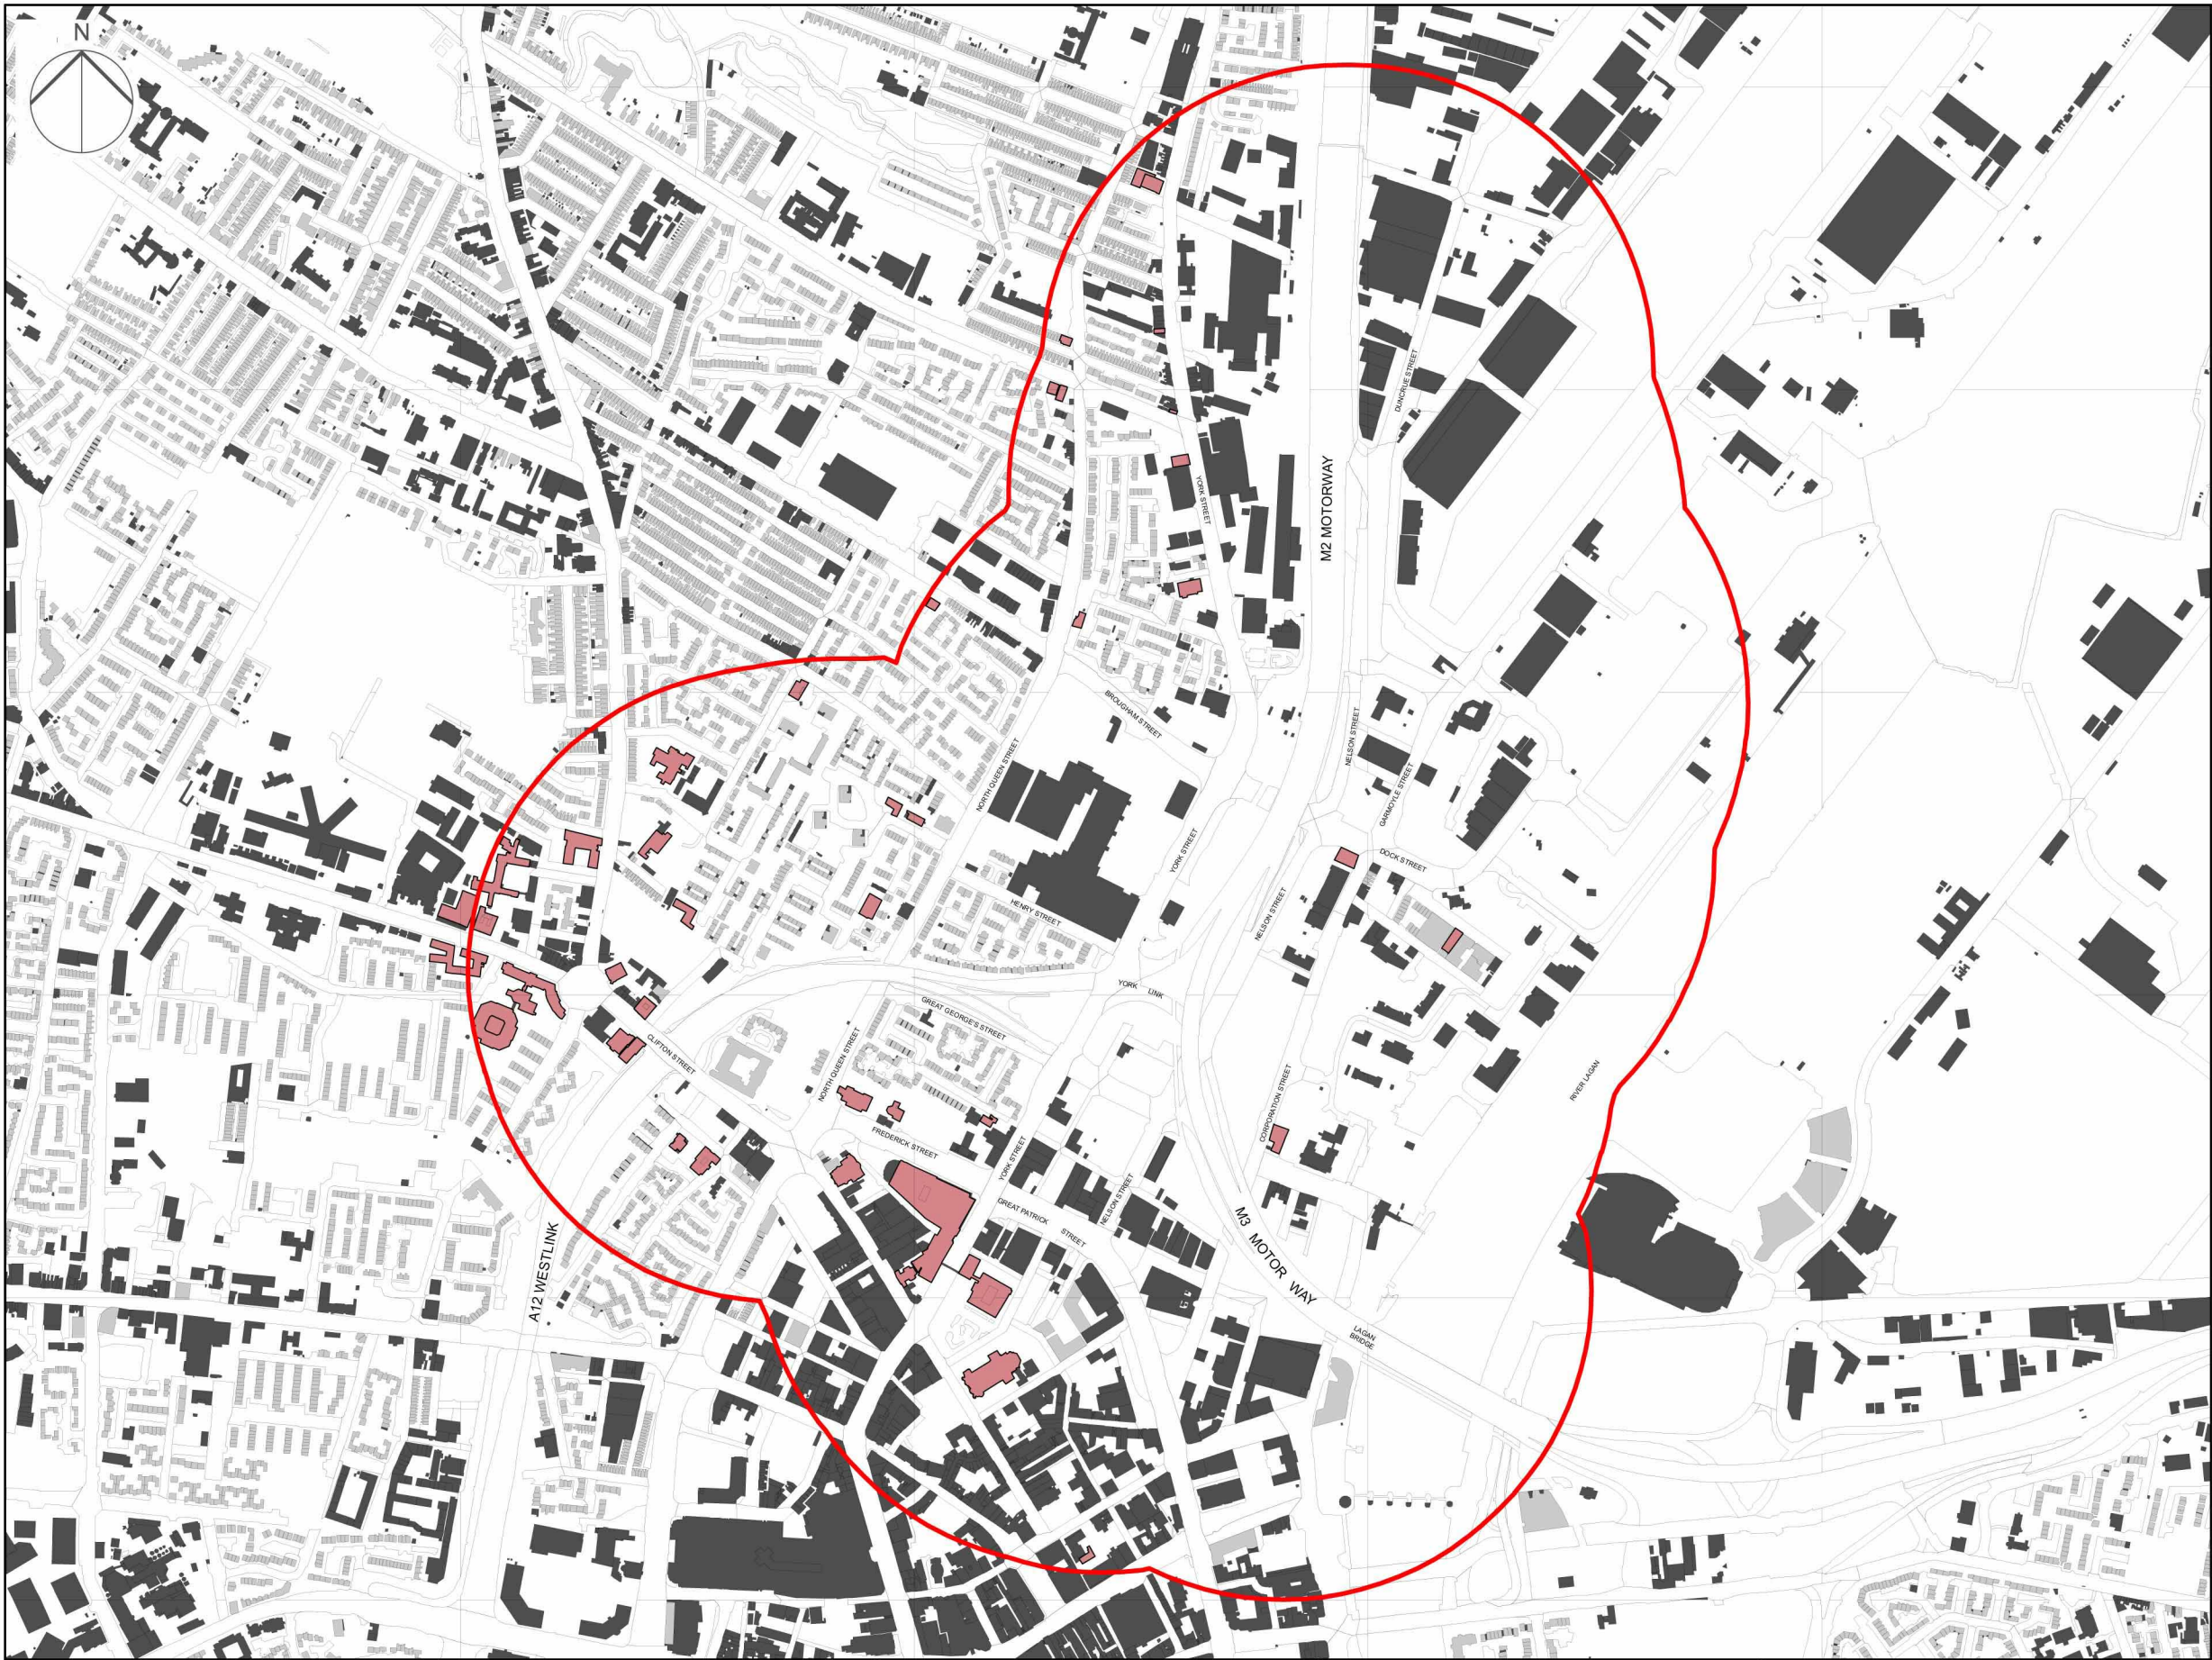 N
DUNCRUE STREET
YORK STREET
M2 MOTORWAY
BROUGHAM STREET
NELSON STREET
NORTH QUEEN STREET
GARMOYLE STREET
DOCK STREET
YORK STREET
HENRY STREET
NELSON STREET
YORK LINK
GREAT GEORGE'S STREET
CLIFTON STREET
NORTH QUEEN STREET
RIVER LAGAN
CORPORATION STREET
FREDERICK STREET
YORK STREET
NELSON STREET
GREAT PATRICK STREET
M3 MOTOR WAY
A12 WESTLINK
LAGAN
BRIDGE